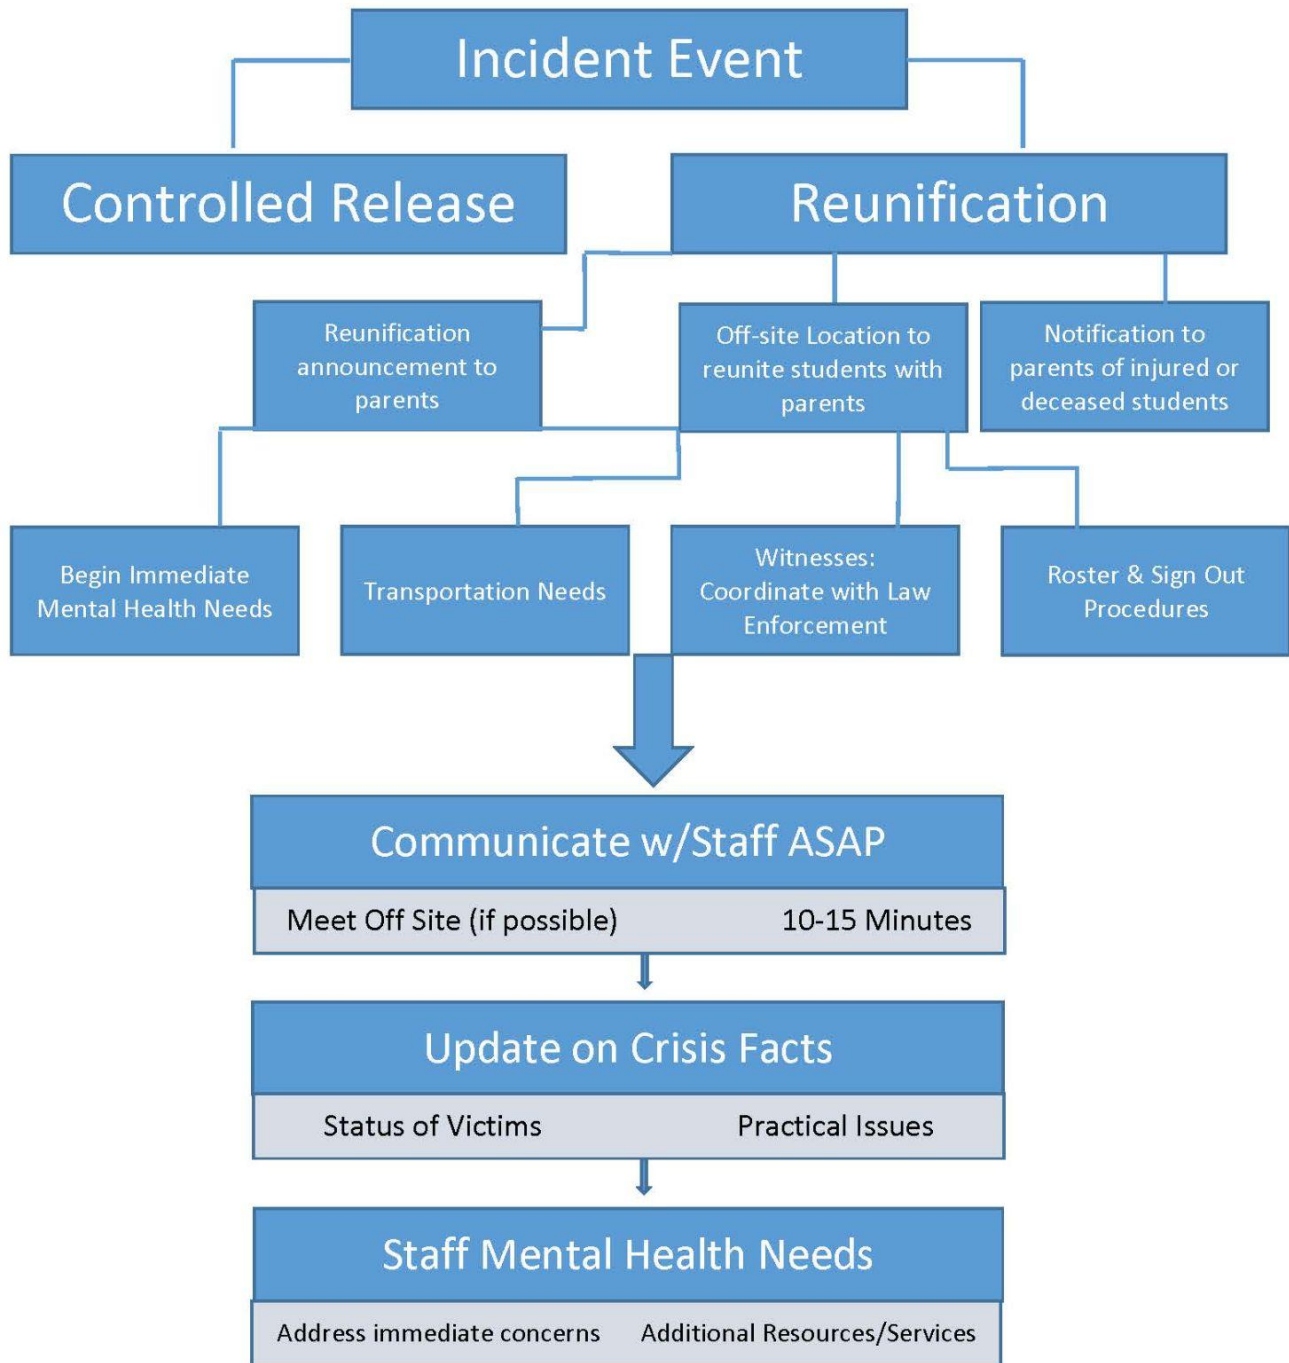 Incident Event
Controlled Release
Reunification
Reunification
announcement to
parents
Off-site Location to
reunite students with
parents
Notification to
parents of injured or
deceased students
Begin Immediate
Mental Health Needs
Transportation Needs
Witnesses:
Coordinate with Law
Enforcement
Roster & Sign Out
Procedures
Communicate w/Staff ASAP
Meet Off Site (if possible) 10-15 Minutes
Update on Crisis Facts
Status of Victims Practical Issues
Staff Mental Health Needs
Address immediate concerns Additional Resources/Services